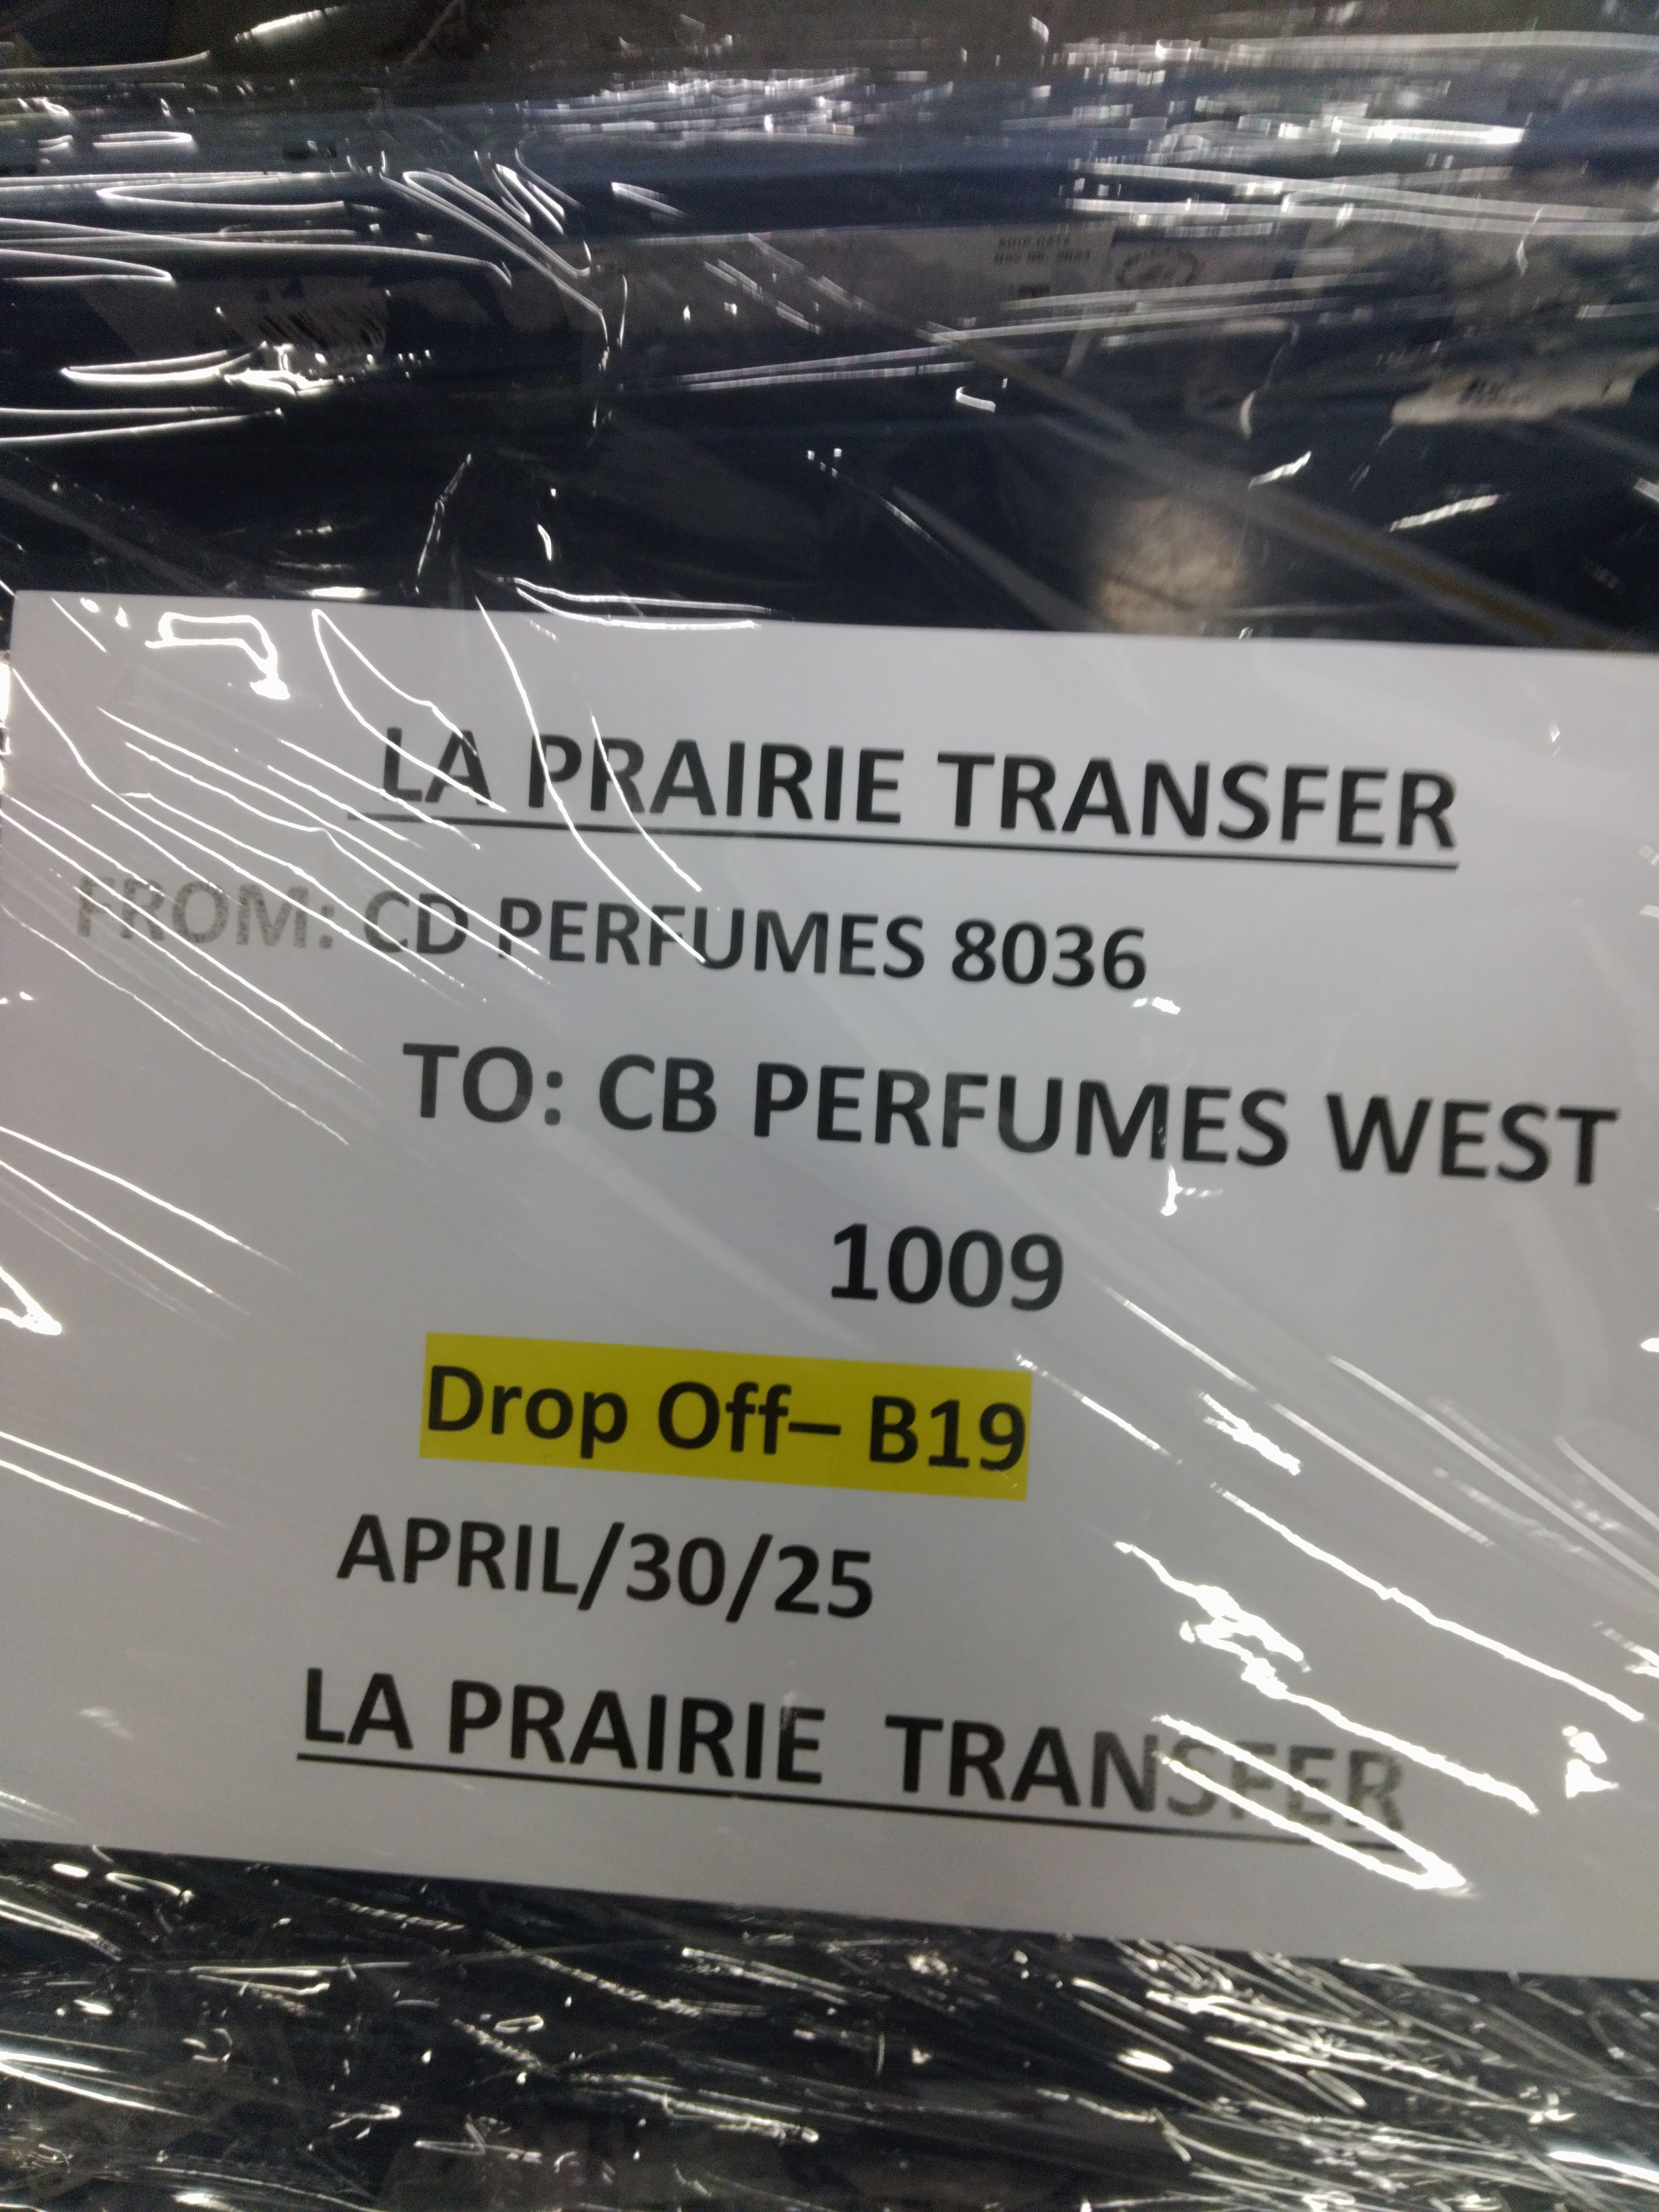 LA PRAIRIE TRANSFER
FROM: CD PERFUMES 8036
TO: CB PERFUMES WEST
1009
Drop Off– B19
APRIL/30/25
LA PRAIRIE TRANSFER